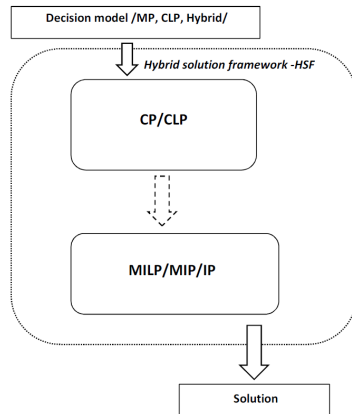 Decision model /MP, CLP, Hybrid/
Hybrid solution framework -HSF
CP/CLP
MILP/MIP/IP
Solution